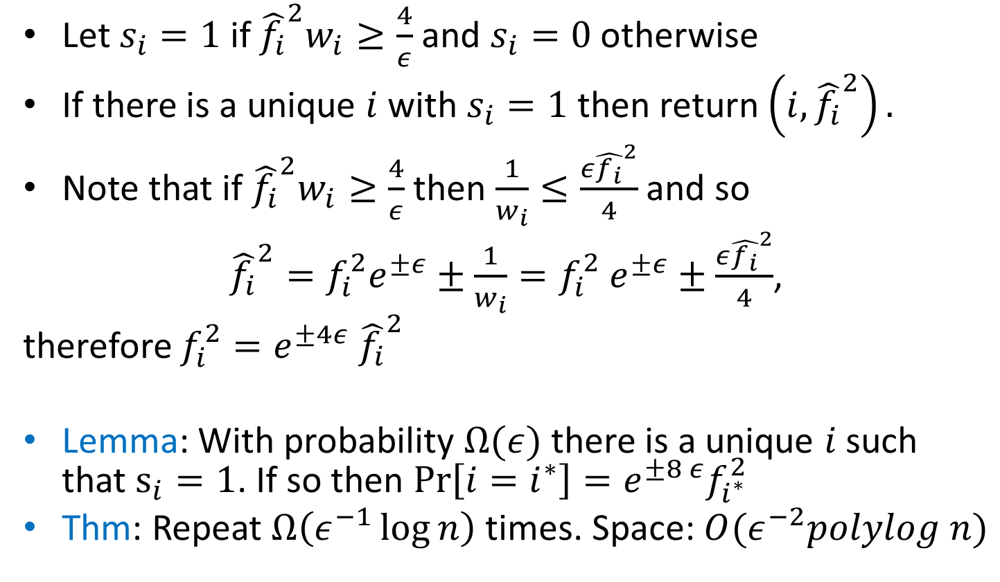 • Let $s_i = 1$ if $\widehat{f_i}^2 w_i \geq \frac{4}{\epsilon}$ and $s_i = 0$ otherwise
• If there is a unique $i$ with $s_i = 1$ then return $\left(i, \widehat{f_i}^2\right)$.
• Note that if $\widehat{f_i}^2 w_i \geq \frac{4}{\epsilon}$ then $\frac{1}{w_i} \leq \frac{\epsilon \widehat{f_i}^2}{4}$ and so
$\widehat{f_i}^2 = f_i^2 e^{\pm\epsilon} \pm \frac{1}{w_i} = f_i^2 \, e^{\pm\epsilon} \pm \frac{\epsilon \widehat{f_i}^2}{4},$
therefore $f_i^2 = e^{\pm 4\epsilon} \, \widehat{f_i}^2$
• Lemma: With probability $\Omega(\epsilon)$ there is a unique $i$ such
that $\mathrm{s}_i = 1$. If so then $\Pr[i = i^*] = e^{\pm 8\,\epsilon} f_{i^*}^2$
• Thm: Repeat $\Omega(\epsilon^{-1} \log n)$ times. Space: $O(\epsilon^{-2} polylog \, n)$